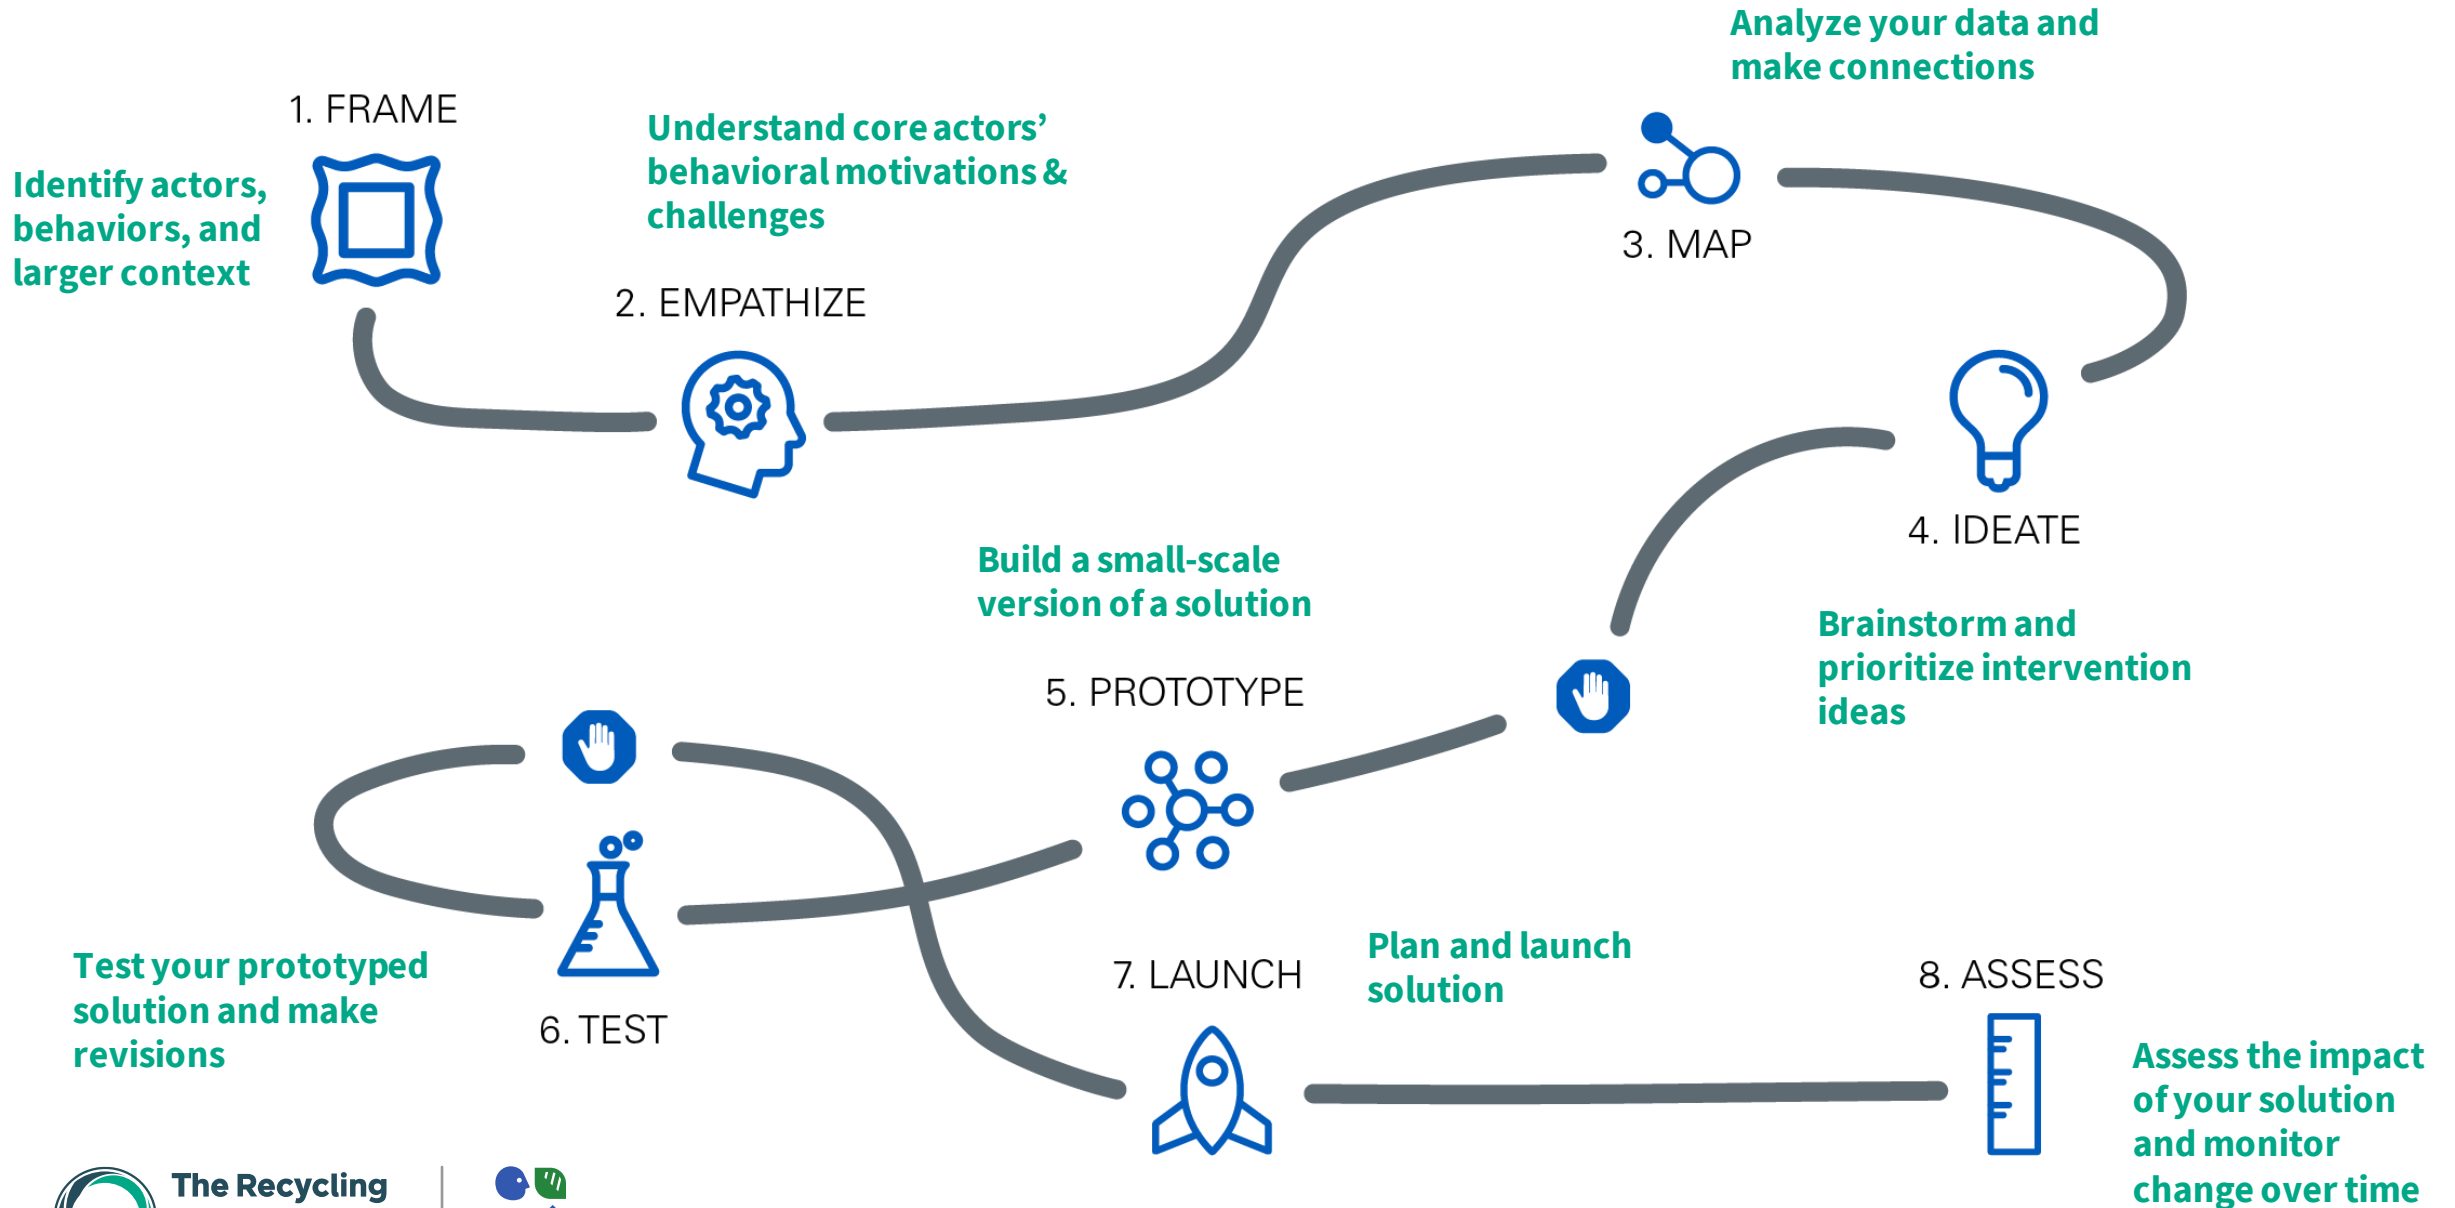 1. FRAME
Identify actors,
behaviors, and
larger context
Understand core actors’
behavioral motivations &
challenges
2. EMPATHIZE
Analyze your data and
make connections
3. MAP
4. IDEATE
Brainstorm and
prioritize intervention
ideas
Build a small-scale
version of a solution
5. PROTOTYPE
Test your prototyped
solution and make
revisions
6. TEST
7. LAUNCH
Plan and launch
solution
8. ASSESS
Assess the impact
of your solution
and monitor
change over time
The Recycling